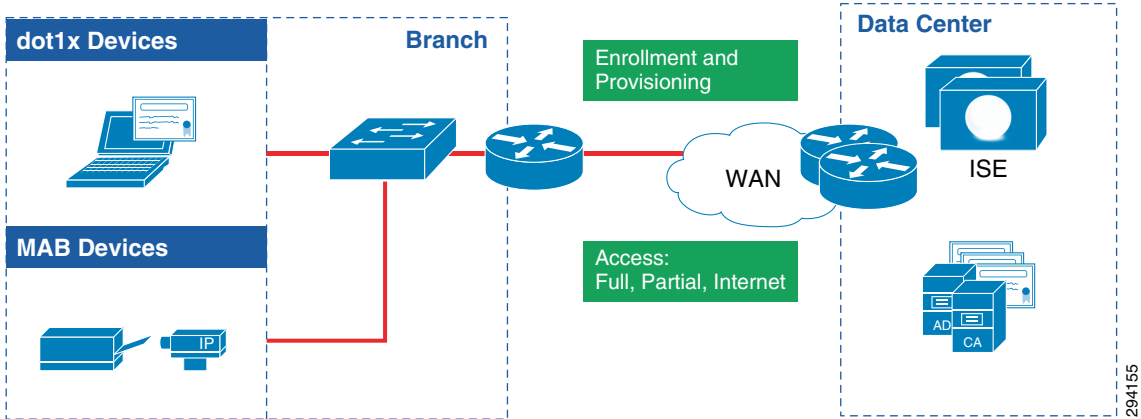 dot1x Devices
Branch
Enrollment and
Provisioning
Data Center
ISE
WAN
MAB Devices
Access:
Full, Partial, Internet
IP
AD
CA
294155